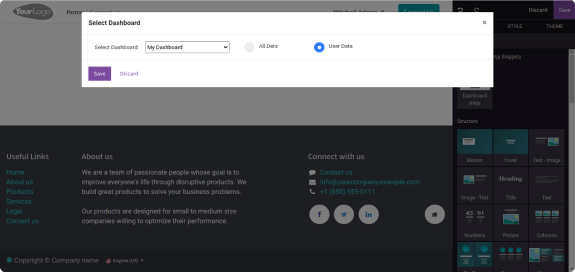 YourLogo
Home
Discard
Save
Select Dashboard
×
Select Dashboard:
My Dashboard
All Data
User Data
Save
Discard
STYLE
THEME
Snippets
Dashboard
Structure
Banner
Cover
Text - Image
Image - Text
Title
Text
Heading
Numbers
Picture
Columns
Useful Links
Home
About us
Products
Services
Legal
Contact us
About us
We are a team of passionate people whose goal is to
improve everyone's life through disruptive products. We
build great products to solve your business problems.
Our products are designed for small to medium size
companies willing to optimize their performance.
Connect with us
Contact us
info@yourcompany.example.com
+1 (650) 555-0111
Copyright © Company name
English (US)